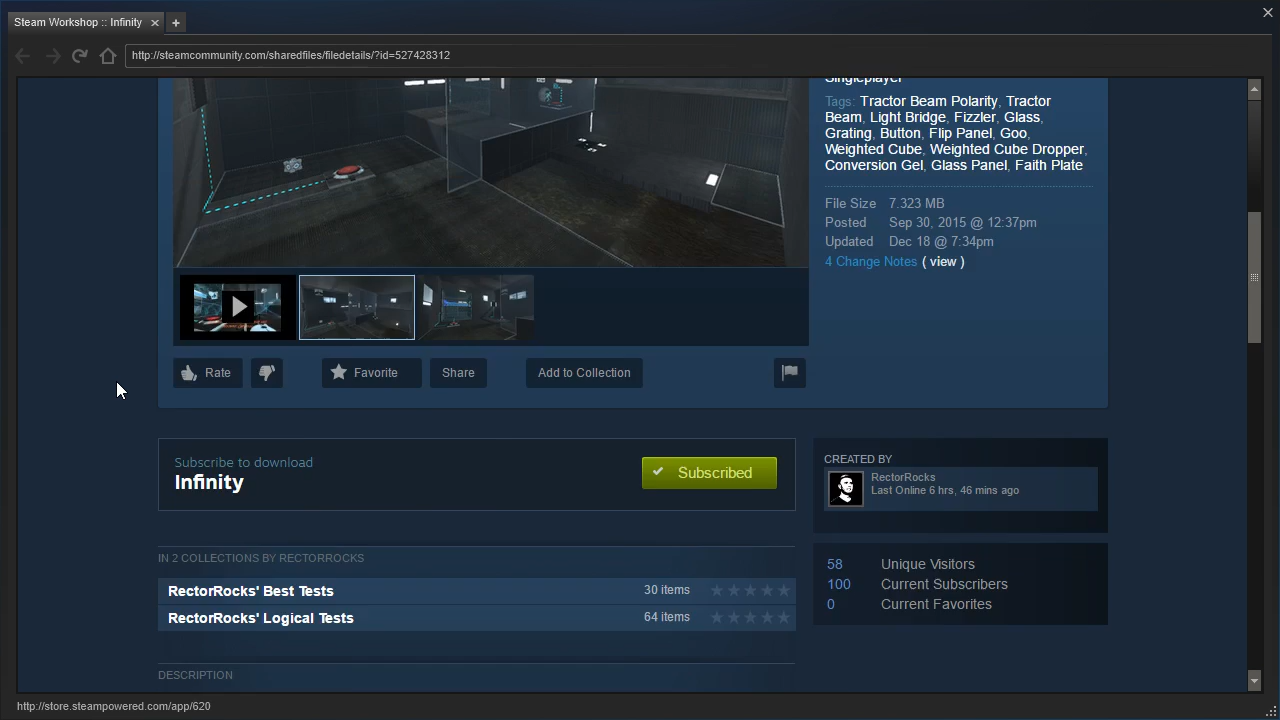 Steam Workshop :: Infinity
http://steamcommunity.com/sharedfiles/filedetails/?id=527428312
Singleplayer
Tags: Tractor Beam Polarity, Tractor
Beam, Light Bridge, Fizzler, Glass,
Grating, Button, Flip Panel, Goo,
Weighted Cube, Weighted Cube Dropper,
Conversion Gel, Glass Panel, Faith Plate
File Size 7.323 MB
Posted Sep 30, 2015 @ 12:37pm
Updated Dec 18 @ 7:34pm
4 Change Notes ( view )
Rate
Favorite
Share
Add to Collection
Subscribe to download
Infinity
Subscribed
CREATED BY
RectorRocks
Last Online 6 hrs, 46 mins ago
58 Unique Visitors
100 Current Subscribers
0 Current Favorites
IN 2 COLLECTIONS BY RECTORROCKS
RectorRocks' Best Tests 30 items
RectorRocks' Logical Tests 64 items
DESCRIPTION
http://store.steampowered.com/app/620